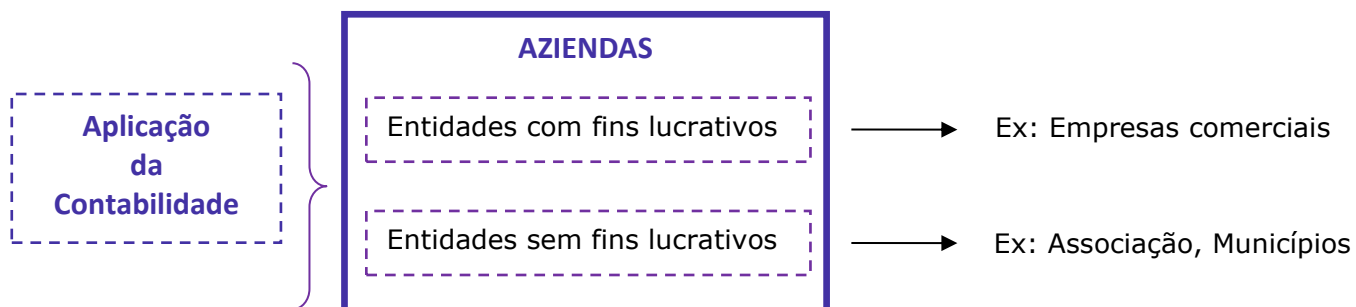 AZIENDAS
Aplicação
da
Contabilidade
Entidades com fins lucrativos
Ex: Empresas comerciais
Entidades sem fins lucrativos
Ex: Associação, Municípios